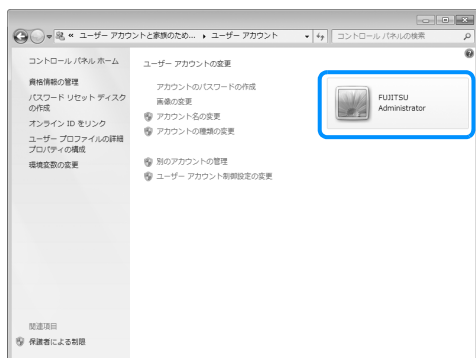 « ユーザー アカウントと家族のため... ▸ ユーザー アカウント
コントロール パネルの検索
コントロール パネル ホーム
資格情報の管理
パスワード リセット ディスク
の作成
オンライン ID をリンク
ユーザー プロファイルの詳細
プロパティの構成
環境変数の変更
ユーザー アカウントの変更
アカウントのパスワードの作成
画像の変更
アカウント名の変更
アカウントの種類の変更
別のアカウントの管理
ユーザー アカウント制御設定の変更
FUJITSU
Administrator
関連項目
保護者による制限